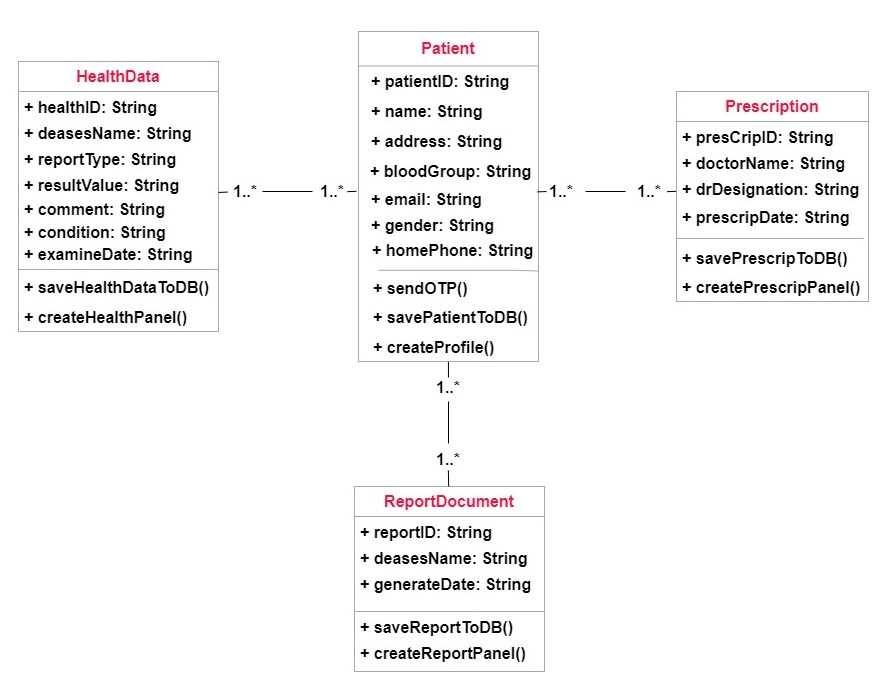 HealthData
+ healthID: String
+ deasesName: String
+ reportType: String
+ resultValue: String
+ comment: String
+ condition: String
+ examineDate: String
+ saveHealthDataToDB()
+ createHealthPanel()
1..*
1..*
Patient
+ patientID: String
+ name: String
+ address: String
+ bloodGroup: String
+ email: String
+ gender: String
+ homePhone: String
+ sendOTP()
+ savePatientToDB()
+ createProfile()
1..*
1..*
Prescription
+ presCripID: String
+ doctorName: String
+ drDesignation: String
+ prescripDate: String
+ savePrescripToDB()
+ createPrescripPanel()
1..*
1..*
ReportDocument
+ reportID: String
+ deasesName: String
+ generateDate: String
+ saveReportToDB()
+ createReportPanel()